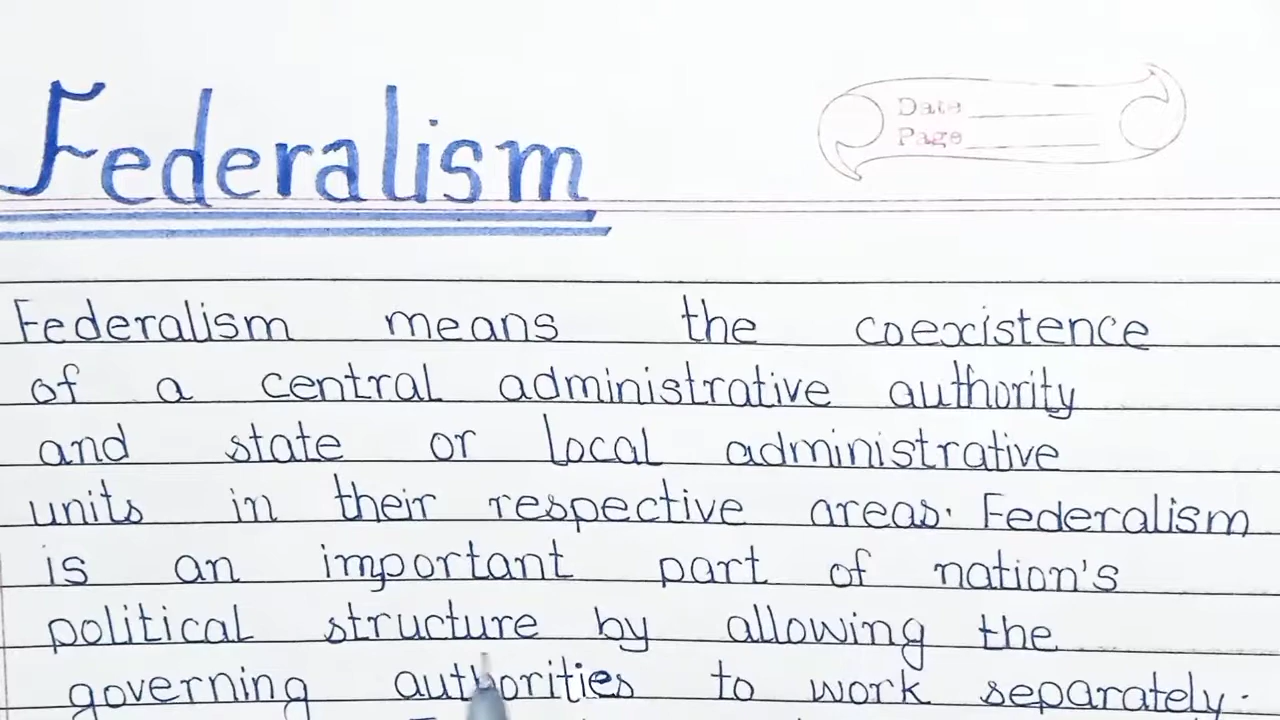 Federalism
Date
Page
Federalism means the coexistence
of a central administrative authority
and state or local administrative
units in their respective areas. Federalism
is an important part of nation's
political structure by allowing the
governing authorities to work separately.